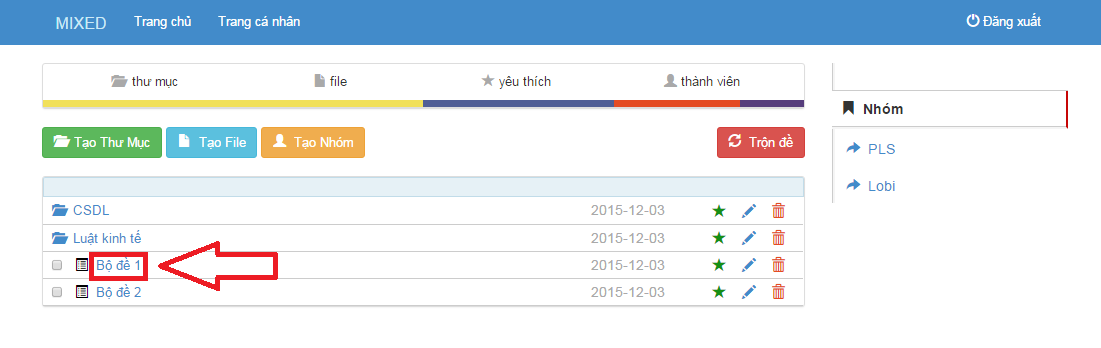 MIXED Trang chủ Trang cá nhân Đăng xuất
thư mục file yêu thích thành viên
Tạo Thư Mục Tạo File Tạo Nhóm Trộn đề
CSDL 2015-12-03
Luật kinh tế 2015-12-03
Bộ đề 1 2015-12-03
Bộ đề 2 2015-12-03
Nhóm
PLS
Lobi